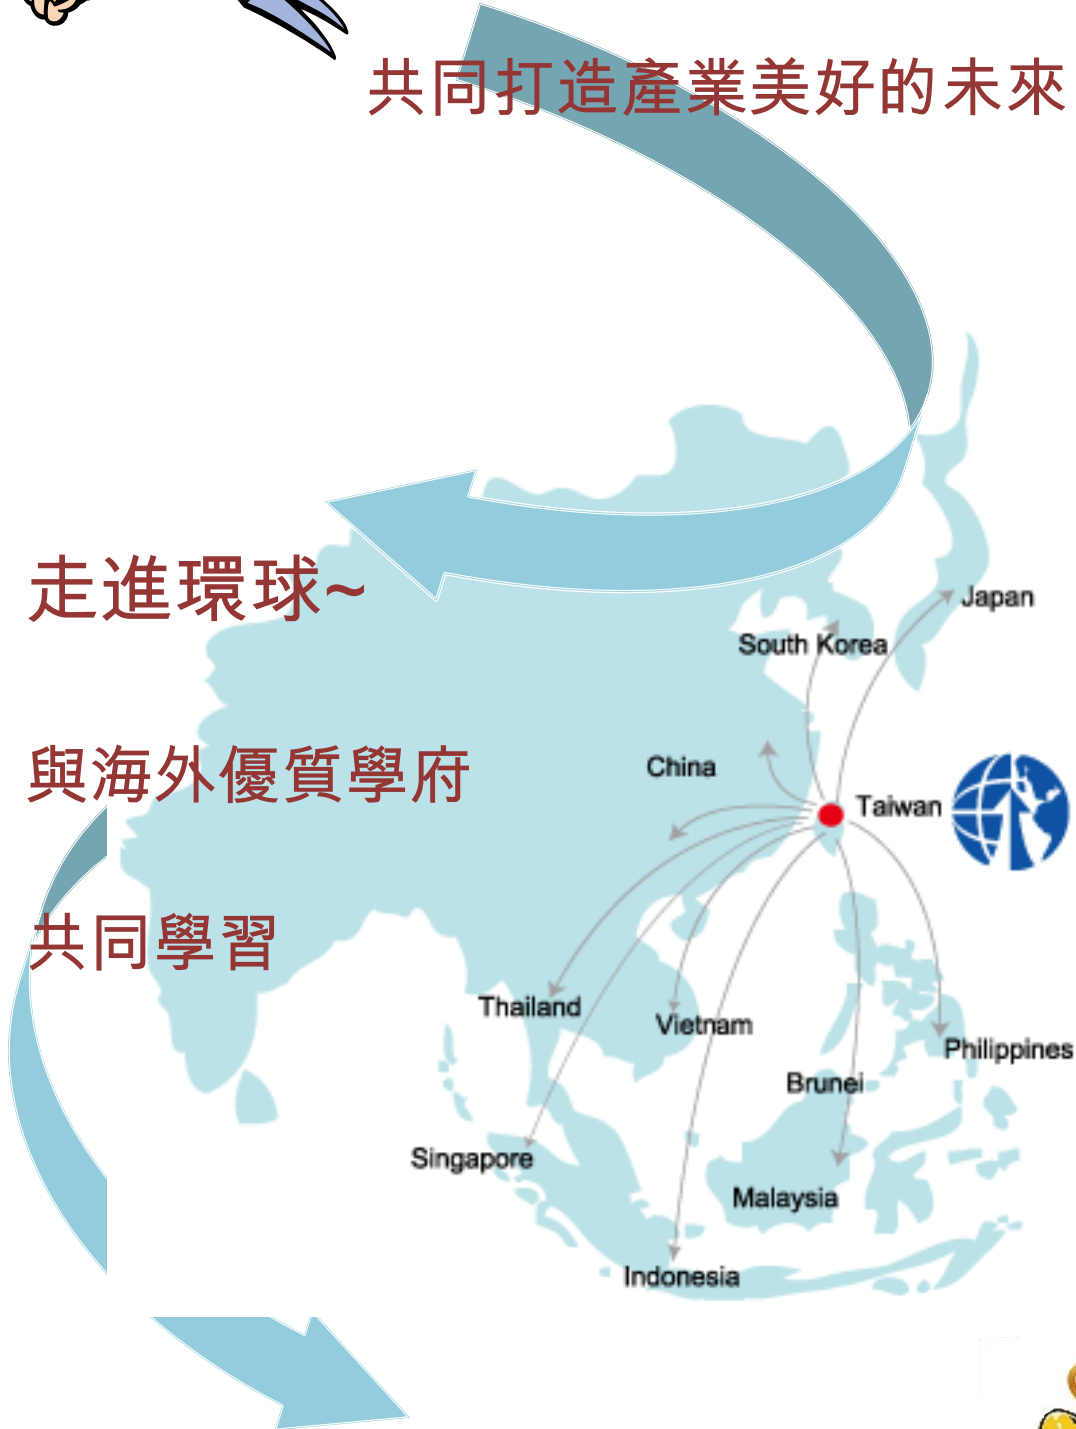 共同打造產業美好的未來
走進環球~
Japan
South Korea
與海外優質學府
China
Taiwan
共同學習
Thailand
Vietnam
Philippines
Brunei
Singapore
Malaysia
Indonesia